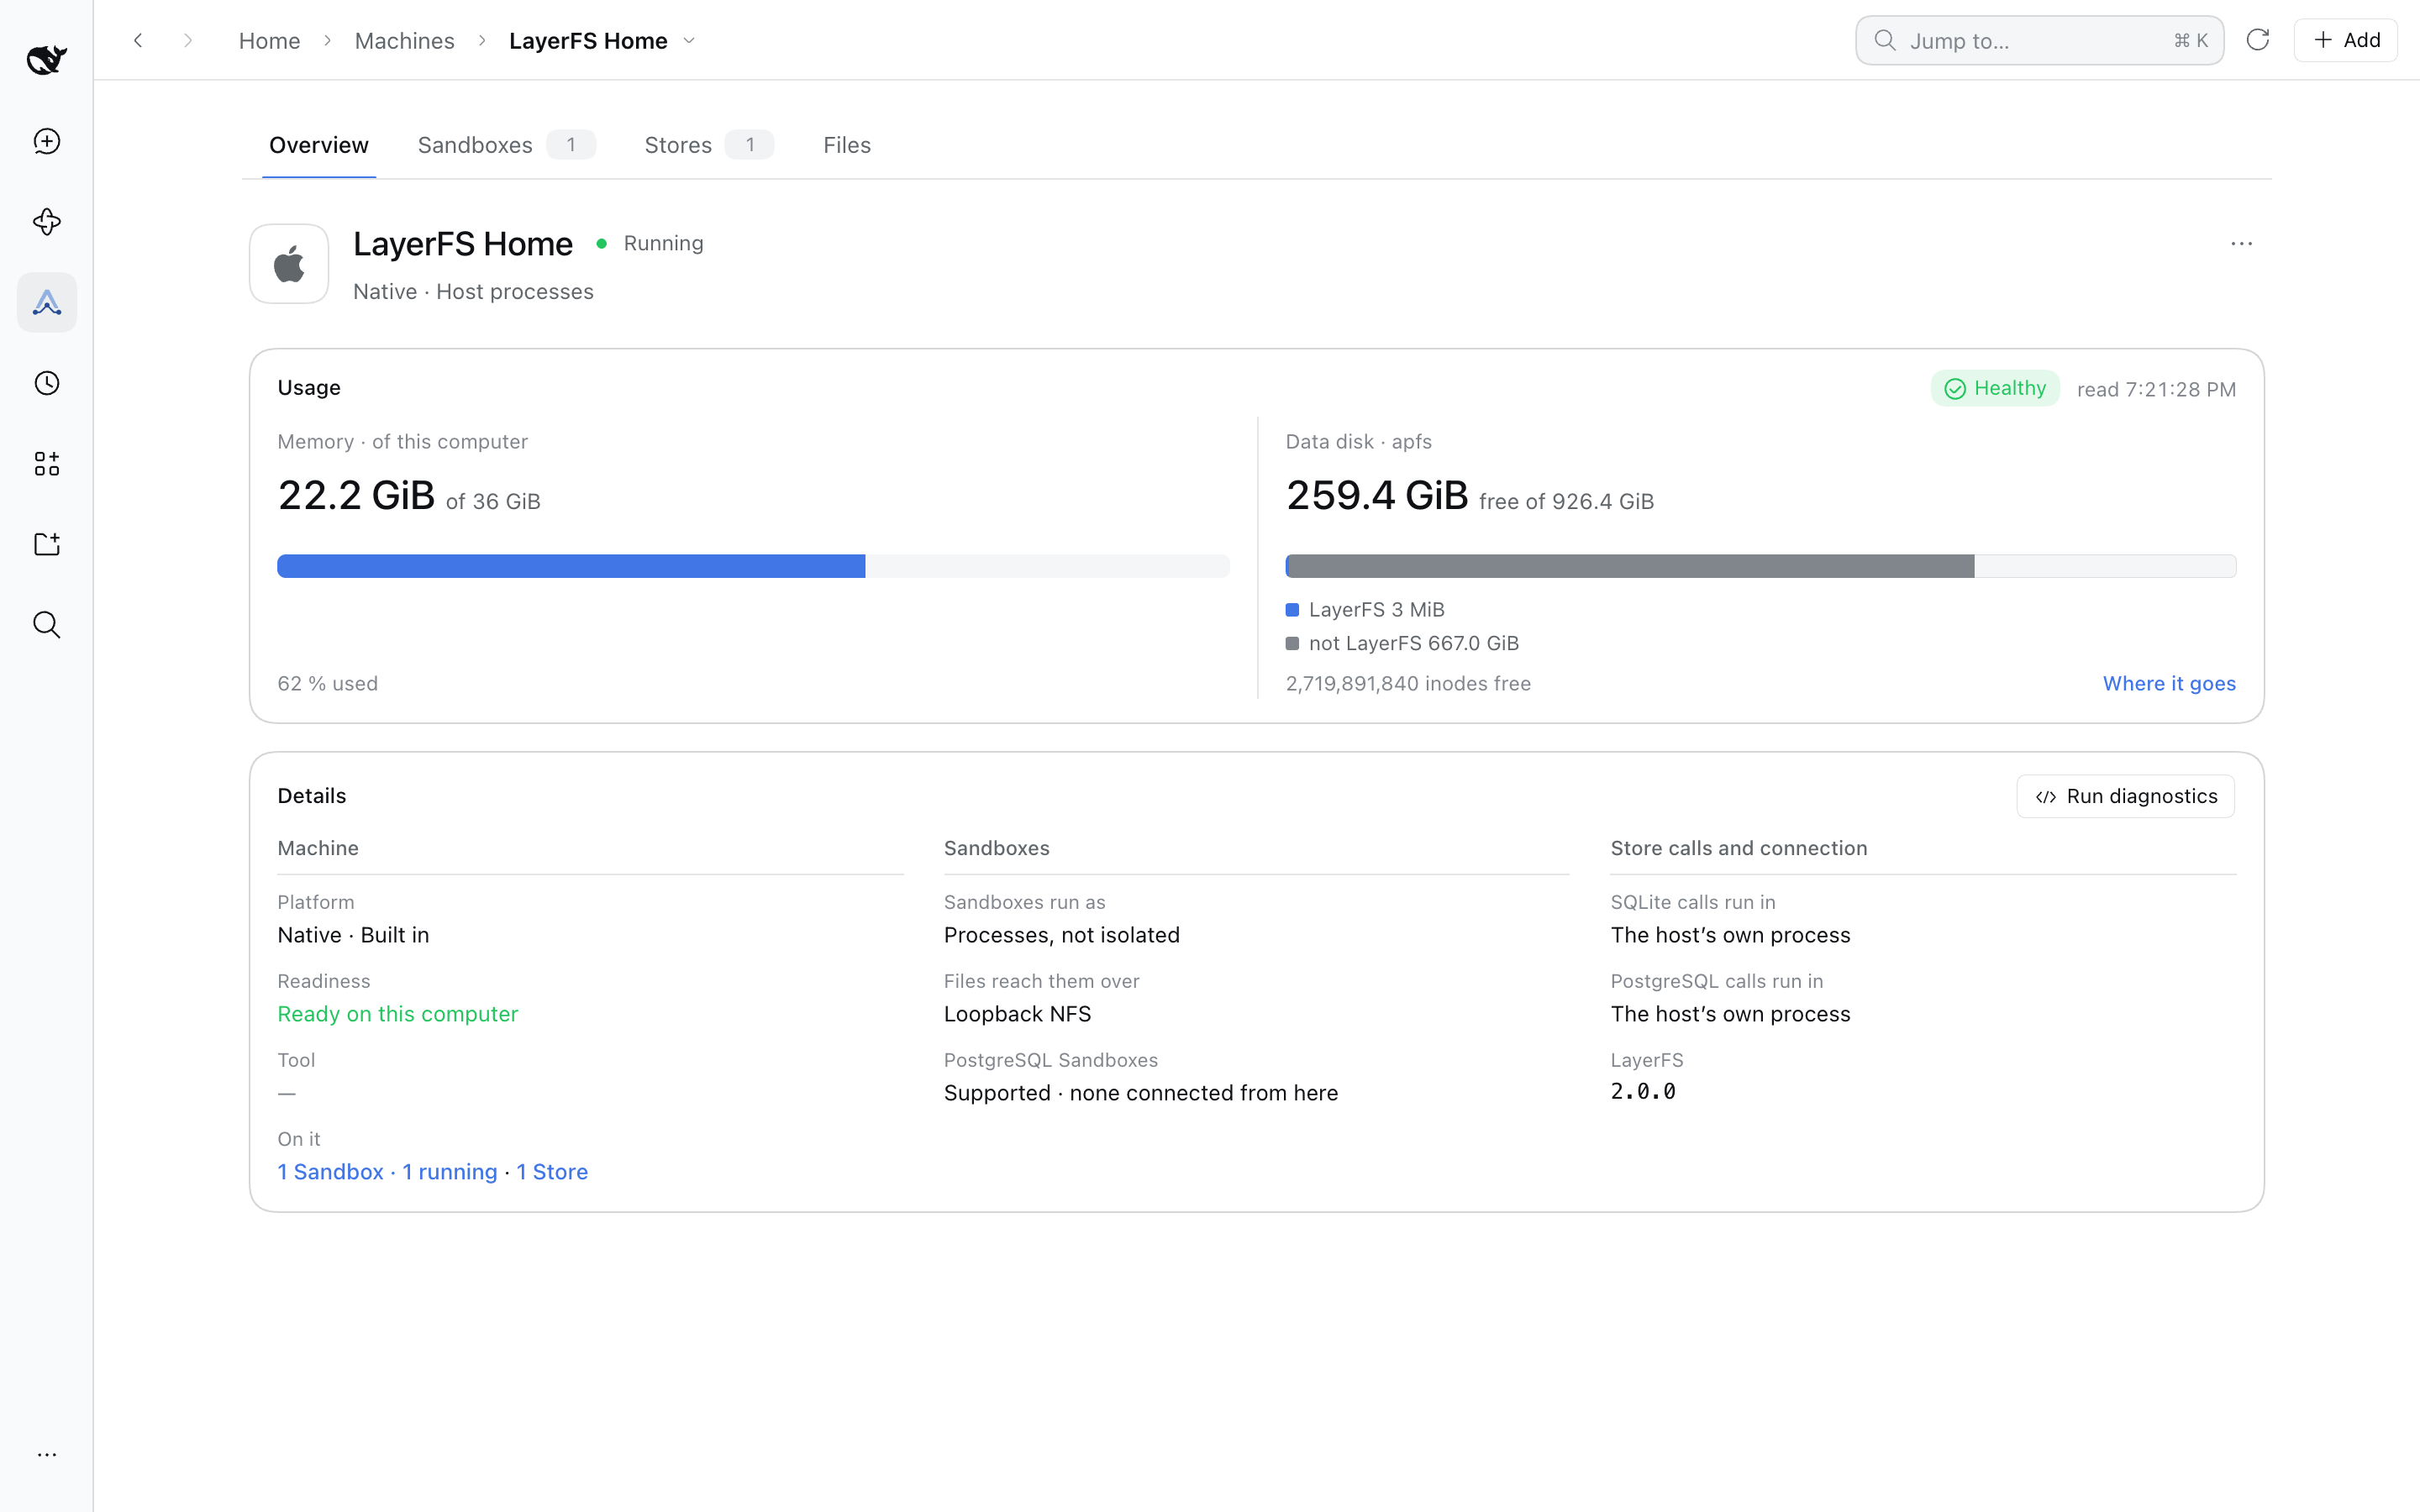 Home › Machines › LayerFS Home
Jump to... ⌘ K
Add
Overview
Sandboxes 1
Stores 1
Files
LayerFS Home
Running
Native · Host processes
Usage
Healthy
read 7:21:28 PM
Memory · of this computer
22.2 GiB of 36 GiB
62 % used
Data disk · apfs
259.4 GiB free of 926.4 GiB
LayerFS 3 MiB
not LayerFS 667.0 GiB
2,719,891,840 inodes free
Where it goes
Details
Run diagnostics
Machine
Platform
Native · Built in
Readiness
Ready on this computer
Tool
—
On it
1 Sandbox · 1 running · 1 Store
Sandboxes
Sandboxes run as
Processes, not isolated
Files reach them over
Loopback NFS
PostgreSQL Sandboxes
Supported · none connected from here
Store calls and connection
SQLite calls run in
The host’s own process
PostgreSQL calls run in
The host’s own process
LayerFS
2.0.0